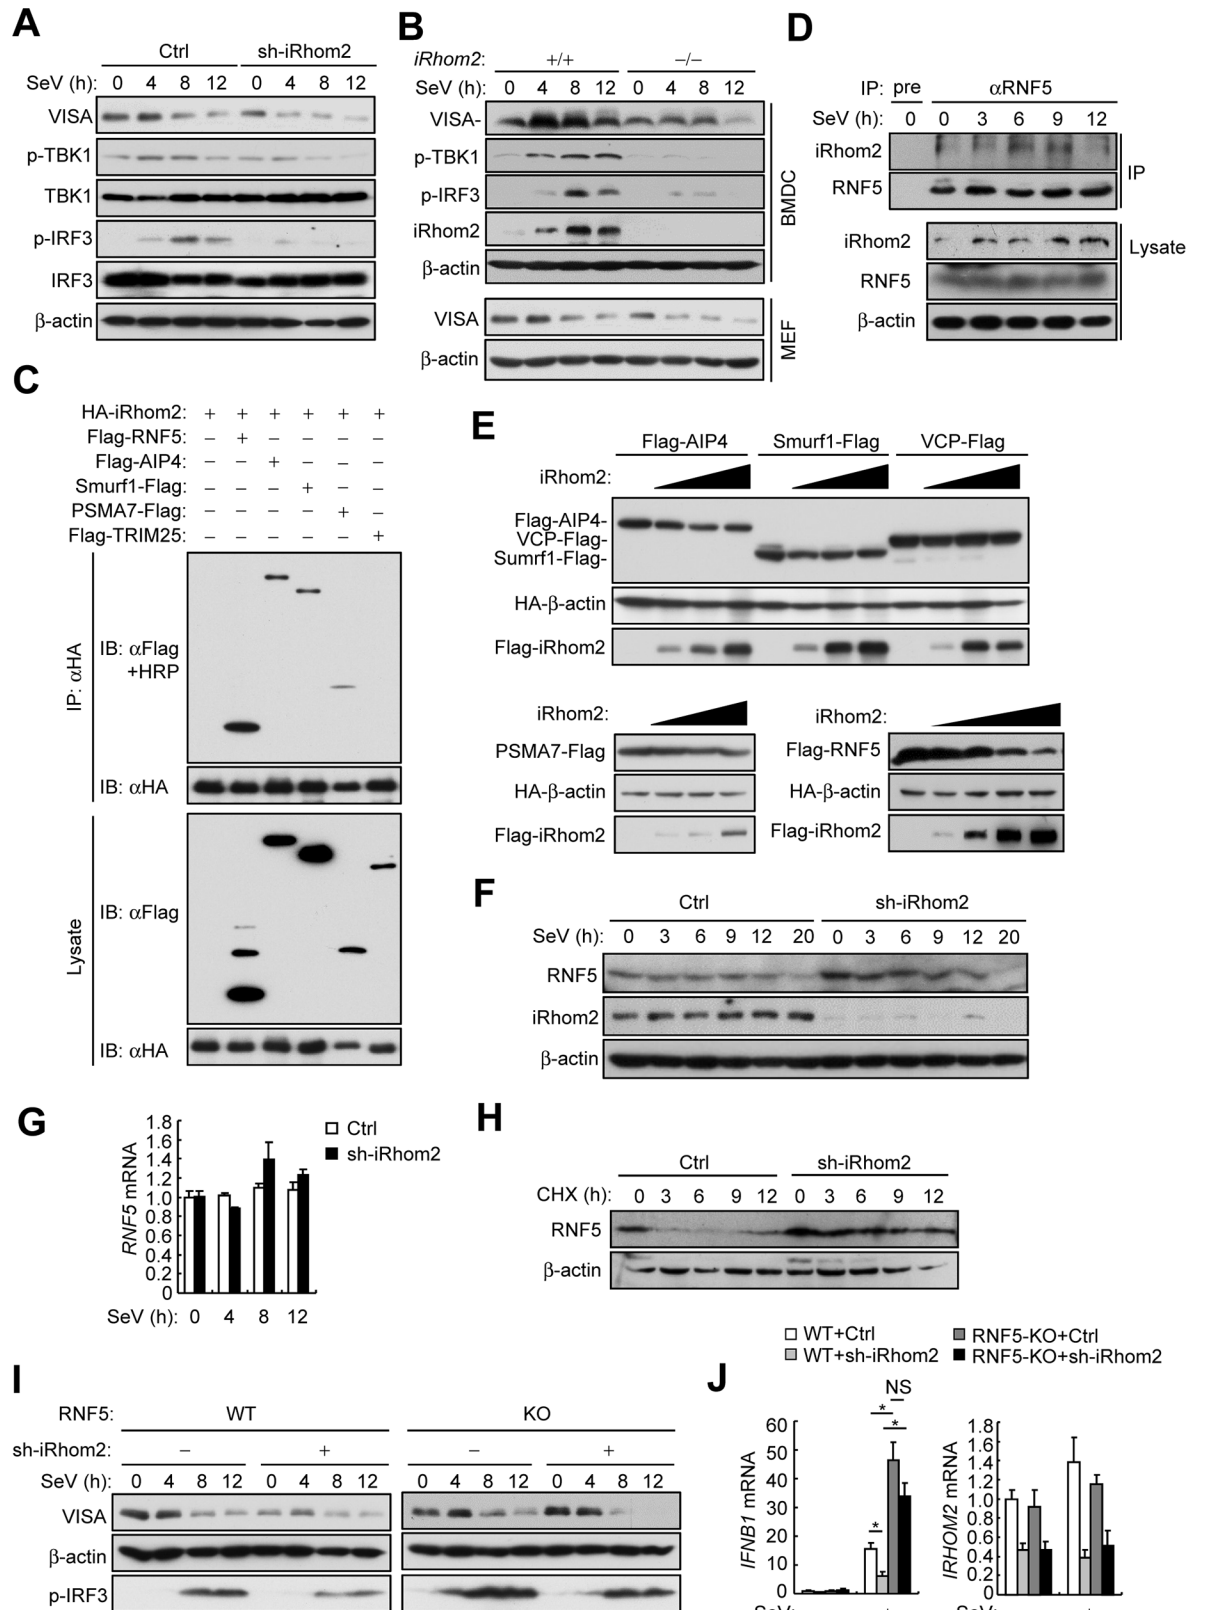 A
Ctrl sh-iRhom2
SeV (h): 0 4 8 12 0 4 8 12
VISA
p-TBK1
TBK1
p-IRF3
IRF3
β-actin
B
iRhom2: +/+ −/−
SeV (h): 0 4 8 12 0 4 8 12
VISA-
p-TBK1
p-IRF3
iRhom2
β-actin
BMDC
VISA
β-actin
MEF
D
IP: pre αRNF5
SeV (h): 0 0 3 6 9 12
iRhom2
RNF5
IP
iRhom2
RNF5
β-actin
Lysate
C
HA-iRhom2: + + + + + +
Flag-RNF5: − + − − − −
Flag-AIP4: − − + − − −
Smurf1-Flag: − − − + − −
PSMA7-Flag: − − − − + −
Flag-TRIM25: − − − − − +
IP: αHA
IB: αFlag
+HRP
IB: αHA
Lysate
IB: αFlag
IB: αHA
E
Flag-AIP4 Smurf1-Flag VCP-Flag
iRhom2:
Flag-AIP4-
VCP-Flag-
Sumrf1-Flag-
HA-β-actin
Flag-iRhom2
iRhom2:
PSMA7-Flag
HA-β-actin
Flag-iRhom2
iRhom2:
Flag-RNF5
HA-β-actin
Flag-iRhom2
F
Ctrl sh-iRhom2
SeV (h): 0 3 6 9 12 20 0 3 6 9 12 20
RNF5
iRhom2
β-actin
G
RNF5 mRNA
1.8
1.6
1.4
1.2
1.0
0.8
0.6
0.4
0.2
0
Ctrl
sh-iRhom2
SeV (h): 0 4 8 12
H
Ctrl sh-iRhom2
CHX (h): 0 3 6 9 12 0 3 6 9 12
RNF5
β-actin
I
RNF5: WT KO
sh-iRhom2: − + − +
SeV (h): 0 4 8 12 0 4 8 12 0 4 8 12 0 4 8 12
VISA
β-actin
p-IRF3
J
WT+Ctrl RNF5-KO+Ctrl
WT+sh-iRhom2 RNF5-KO+sh-iRhom2
NS
*
*
*
IFNB1 mRNA
60
50
40
30
20
10
0
IRHOM2 mRNA
1.8
1.6
1.4
1.2
1.0
0.8
0.6
0.4
0.2
0